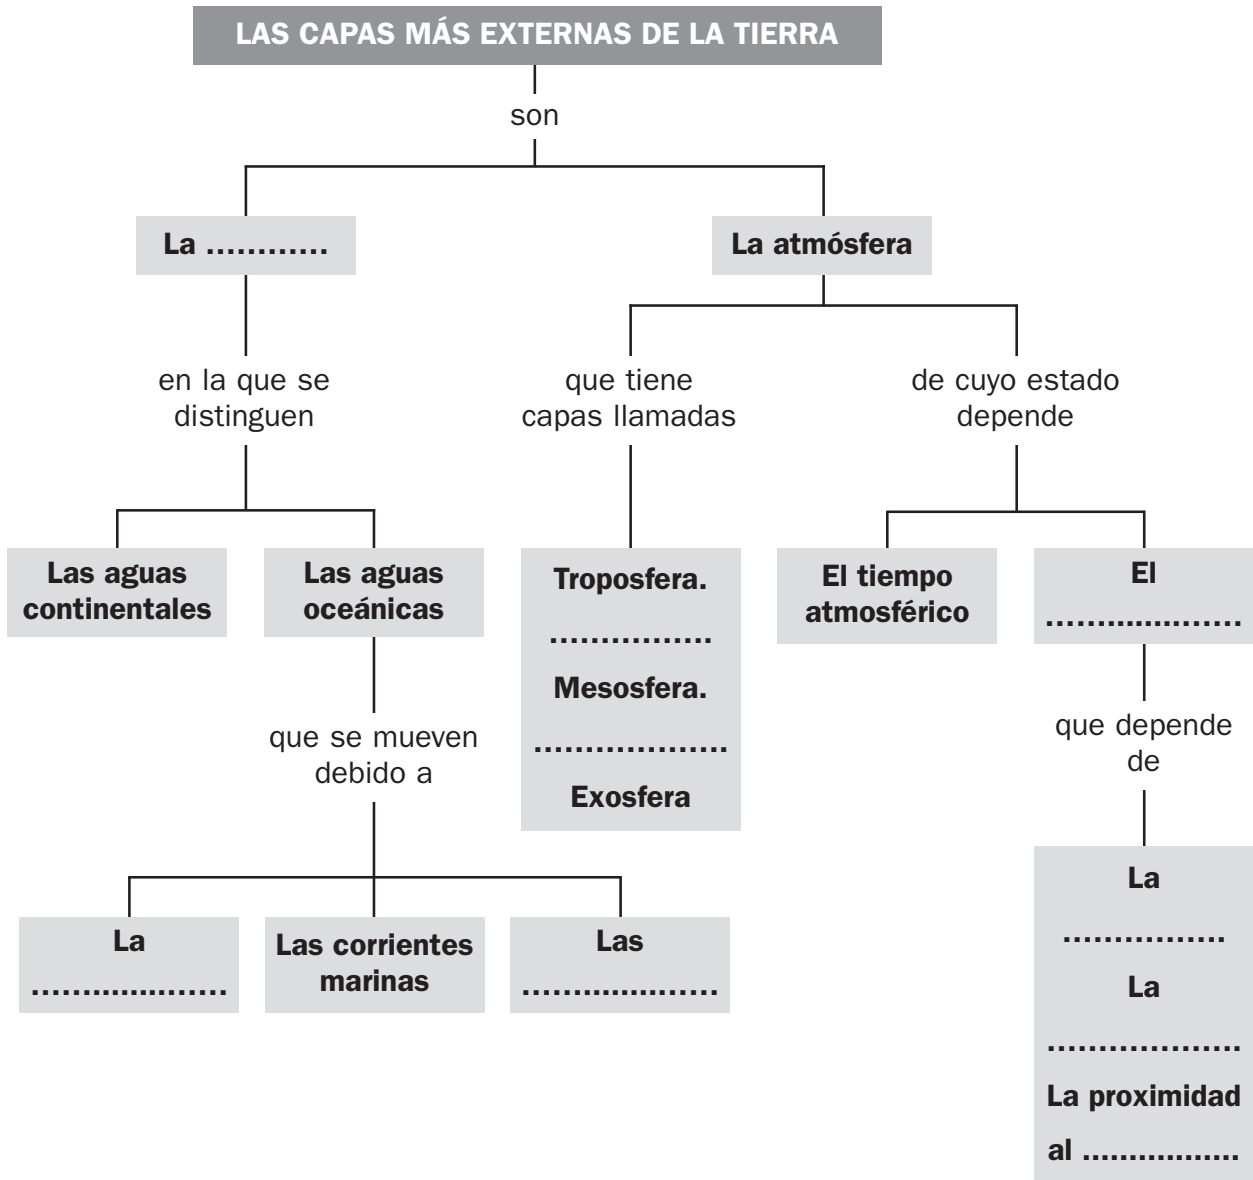 LAS CAPAS MÁS EXTERNAS DE LA TIERRA
son
La ............
La atmósfera
en la que se
distinguen
que tiene
capas llamadas
de cuyo estado
depende
Las aguas
continentales
Las aguas
oceánicas
Troposfera.
................
Mesosfera.
...................
Exosfera
El tiempo
atmosférico
El
.....................
que se mueven
debido a
que depende
de
La
.....................
Las corrientes
marinas
Las
.....................
La
................
La
...................
La proximidad
al .................